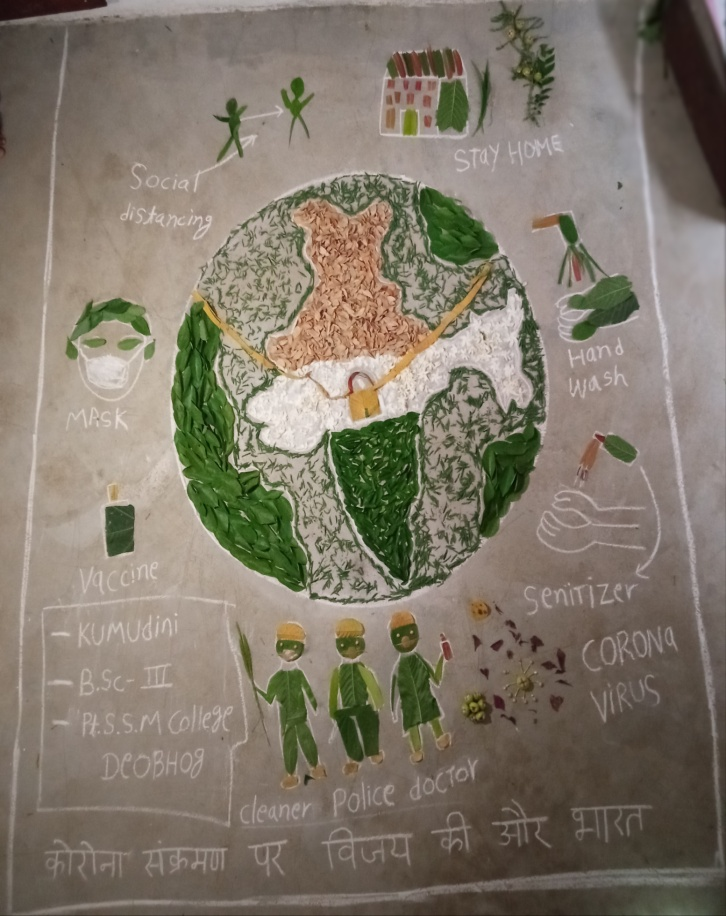 Social
distancing
STAY HOME
MASK
Hand
Wash
Vaccine
Senitizer
CORONA
VIRUS
- KUMUdini
- B.Sc- III
- Pt.S.S.M College
DEOBHOG
cleaner Police doctor
कोरोना संक्रमण पर विजय की और भारत